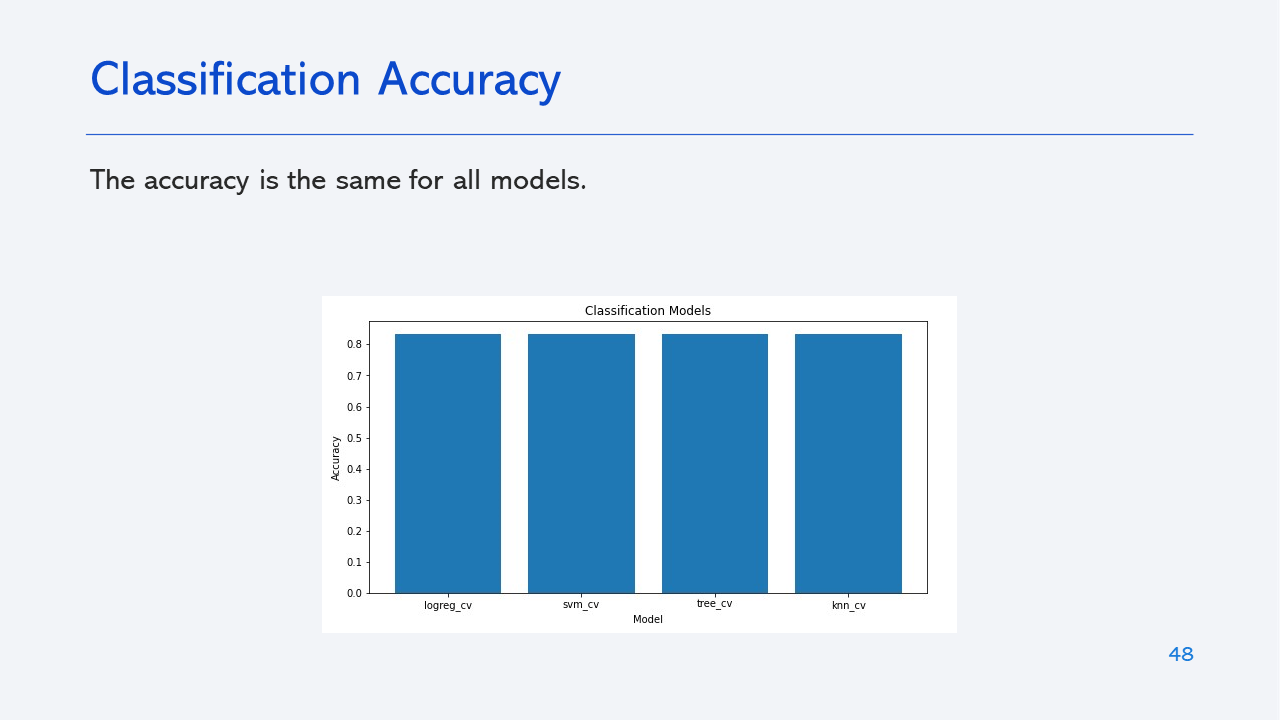 Classification Accuracy
The accuracy is the same for all models.
Classification Models
0.8
0.7
0.6
0.5
0.4
0.3
0.2
0.1
0.0
Accuracy
logreg_cv svm_cv tree_cv knn_cv
Model
48